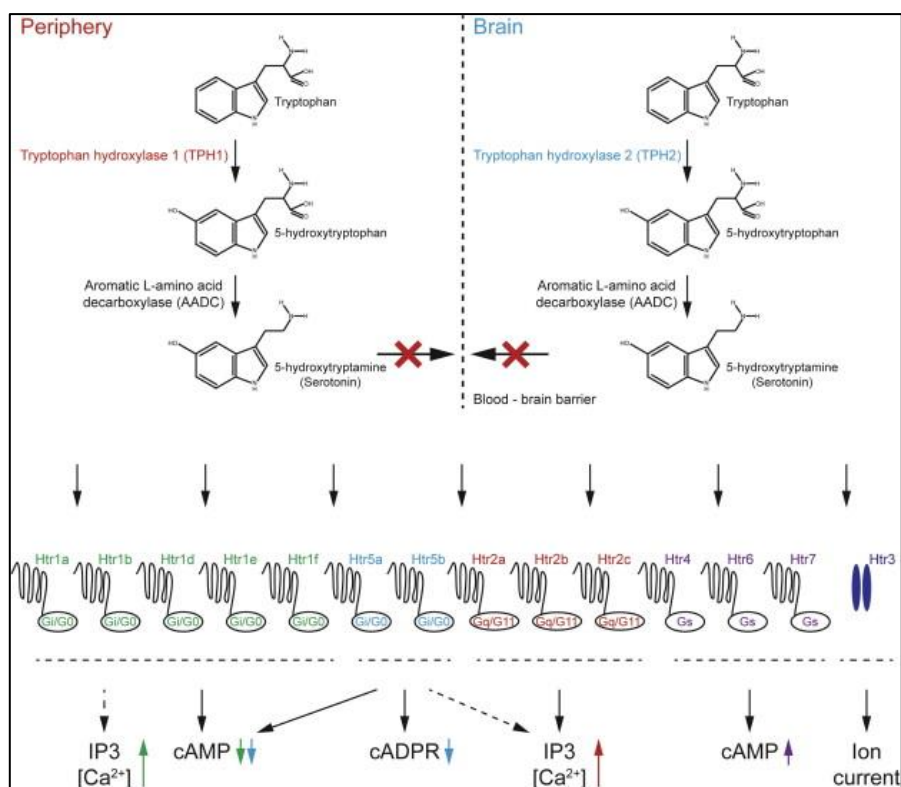 Periphery
Brain
Tryptophan
Tryptophan
Tryptophan hydroxylase 1 (TPH1)
Tryptophan hydroxylase 2 (TPH2)
5-hydroxytryptophan
5-hydroxytryptophan
Aromatic L-amino acid
decarboxylase (AADC)
Aromatic L-amino acid
decarboxylase (AADC)
5-hydroxytryptamine
(Serotonin)
5-hydroxytryptamine
(Serotonin)
Blood - brain barrier
Htr1a Htr1b Htr1d Htr1e Htr1f Htr5a Htr5b Htr2a Htr2b Htr2c Htr4 Htr6 Htr7 Htr3
Gi/G0 Gi/G0 Gi/G0 Gi/G0 Gi/G0 Gi/G0 Gi/G0 Gq/G11 Gq/G11 Gq/G11 Gs Gs Gs
IP3
[Ca²⁺]
cAMP
cADPR
IP3
[Ca²⁺]
cAMP
Ion
current